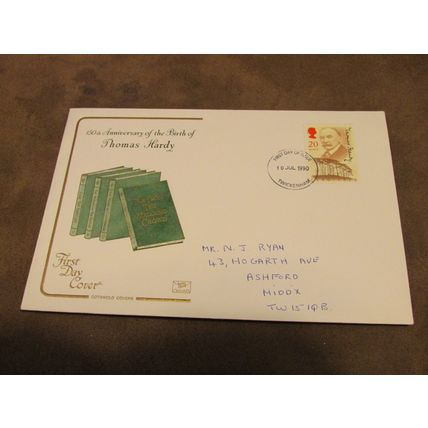 150th Anniversary of the Birth of
Thomas Hardy
First
Day
Cover
COTSWOLD COVERS
20
FIRST DAY OF ISSUE
10 JUL 1990
TWICKENHAM
MR. N. J RYAN
43, HOGARTH AVE
ASHFORD
MIDDX
TW15 1QB.